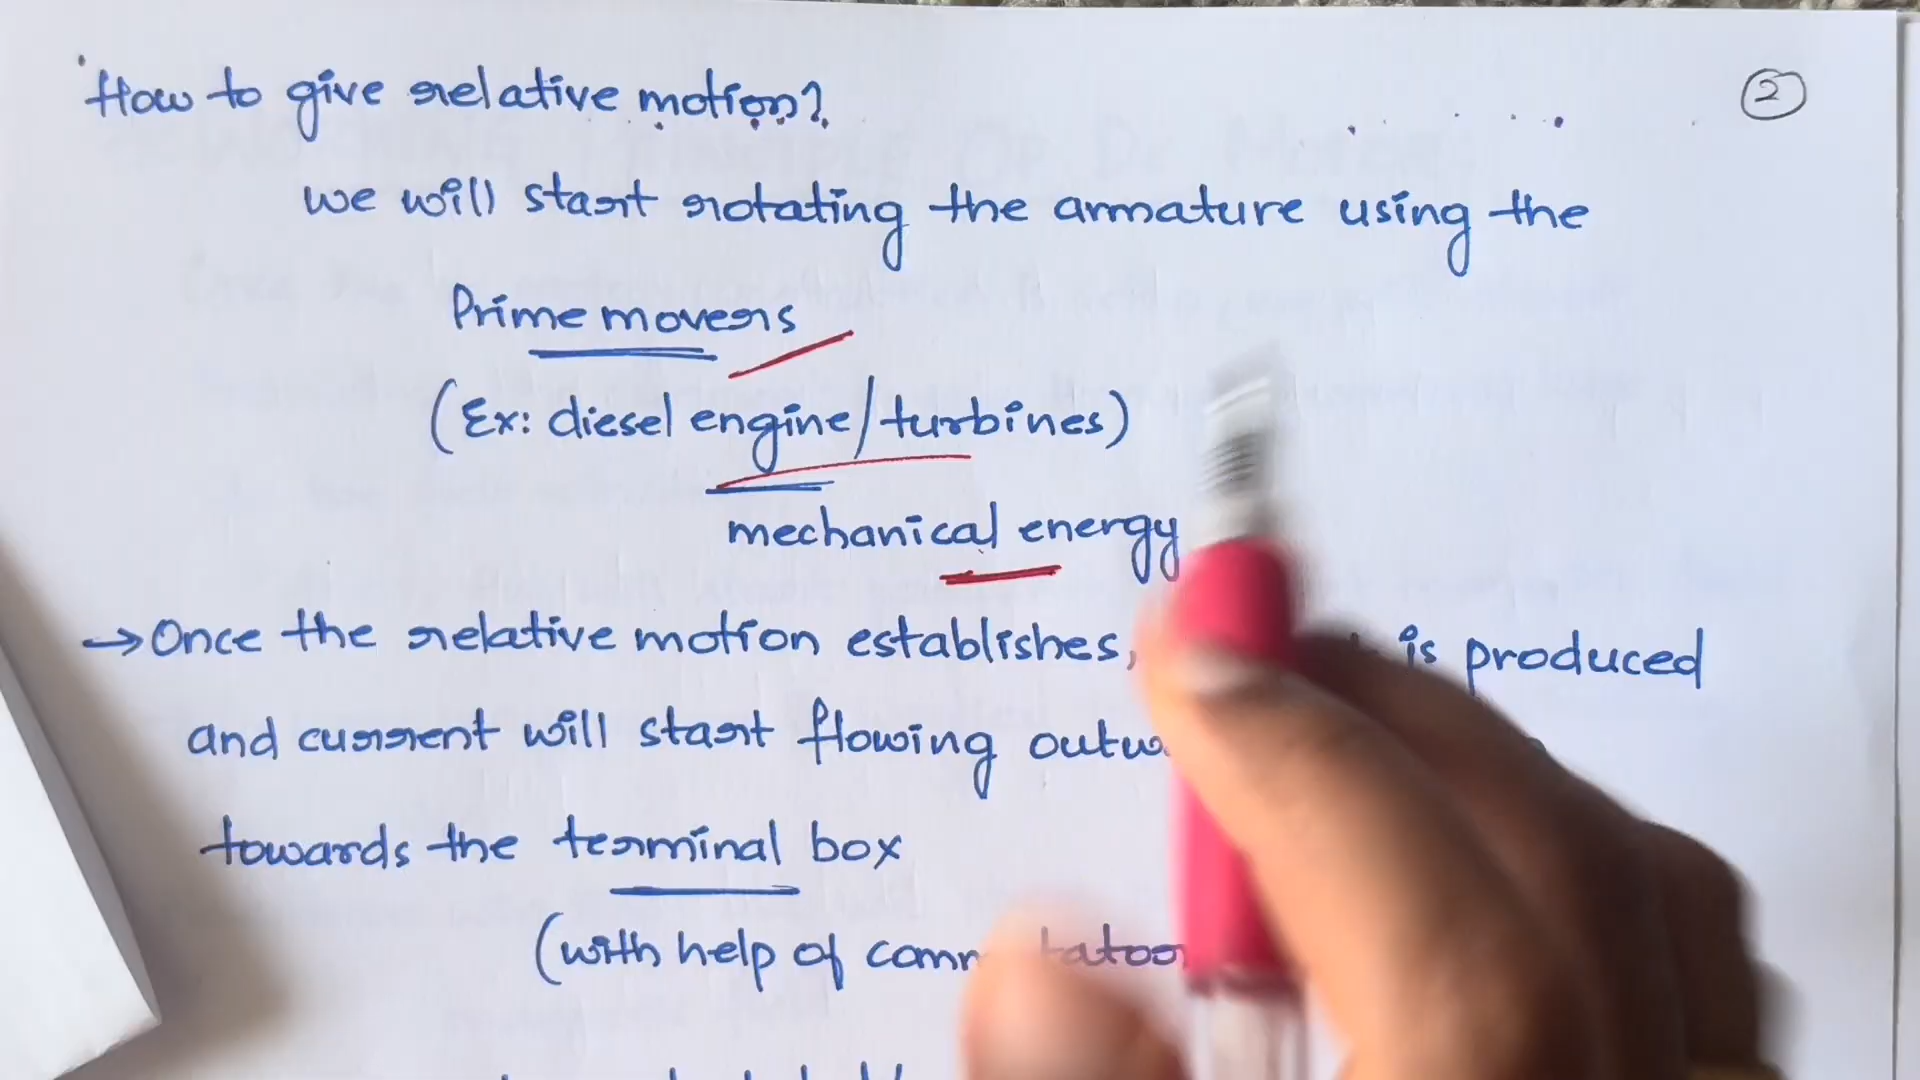 How to give relative motion?
2
we will start rotating the armature using the
Prime movers
(Ex: diesel engine/turbines)
mechanical energy
→ Once the relative motion establishes, is produced
and current will start flowing
towards the terminal box
(with help of